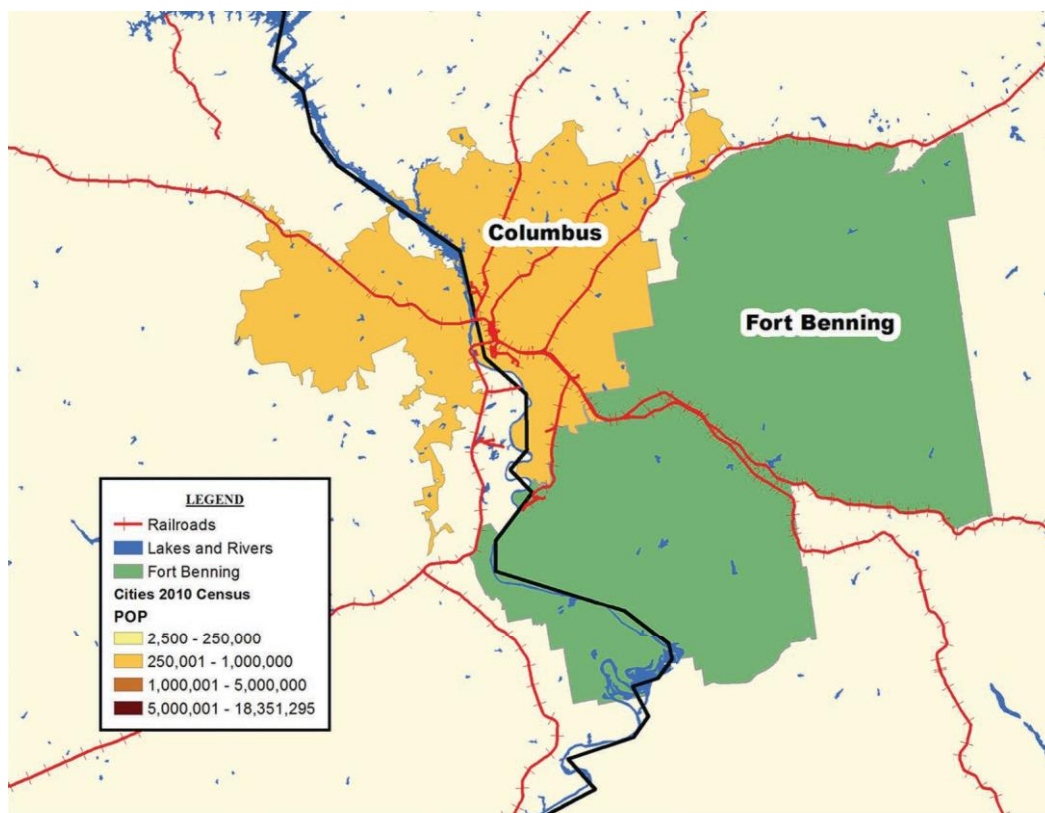 Columbus
Fort Benning
LEGEND
Railroads
Lakes and Rivers
Fort Benning
Cities 2010 Census
POP
2,500 - 250,000
250,001 - 1,000,000
1,000,001 - 5,000,000
5,000,001 - 18,351,295